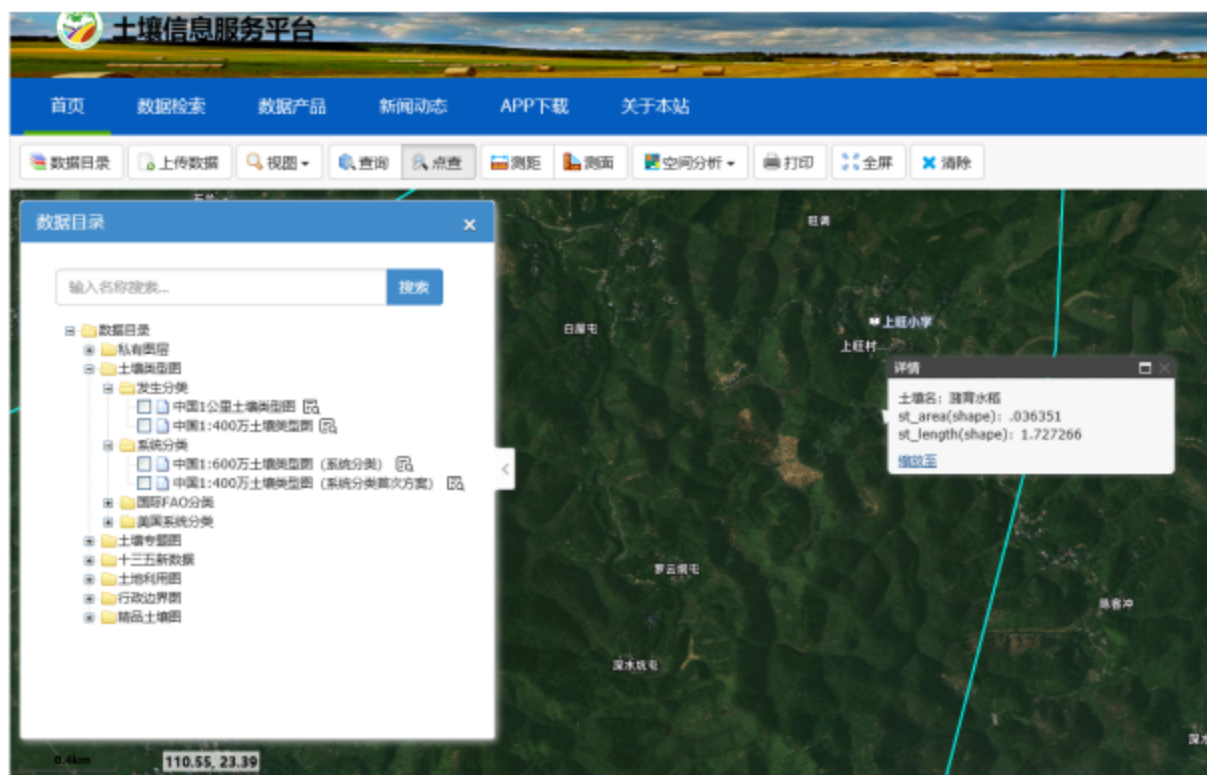 土壤信息服务平台
首页 数据检索 数据产品 新闻动态 APP下载 关于本站
数据目录 上传数据 视图 查询 点查 测距 测面 空间分析 打印 全屏 清除
数据目录
输入名称搜索... 搜索
数据目录
私有图层
土壤类型图
发生分类
中国1公里土壤类型图
中国1:400万土壤类型图
系统分类
中国1:600万土壤类型图 (系统分类)
中国1:400万土壤类型图 (系统分类首次方案)
国际FAO分类
美国系统分类
土壤专题图
十三五新数据
土地利用图
行政边界图
精品土壤图
白屋屯
上旺小学
上旺村
详情
土壤名: 潴育水稻
st_area(shape): .036351
st_length(shape): 1.727266
缩放至
深水坑屯
陈客冲
深水
0.4km
110.55, 23.39